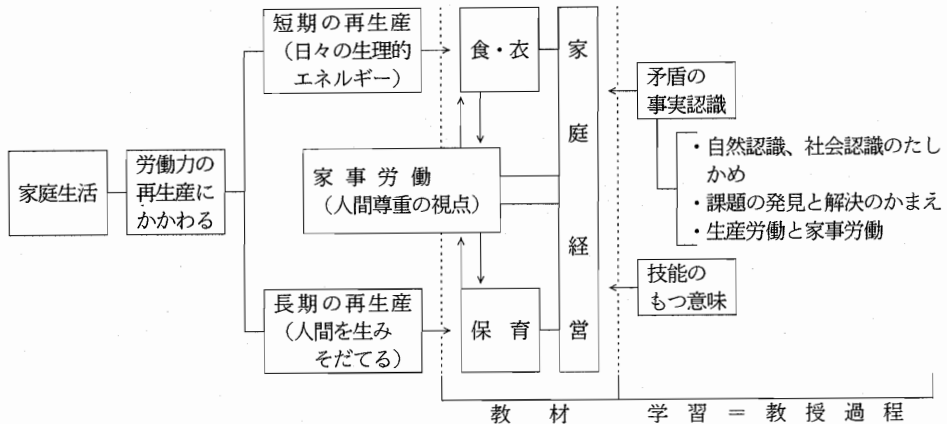 家庭生活
労働力の
再生産に
かかわる
短期の再生産
(日々の生理的
エネルギー)
長期の再生産
(人間を生み
そだてる)
食・衣
家事労働
(人間尊重の視点)
保育
家庭経営
矛盾の
事実認識
・自然認識、社会認識のたし
かめ
・課題の発見と解決のかまえ
・生産労働と家事労働
技能の
もつ意味
教材
学習=教授過程